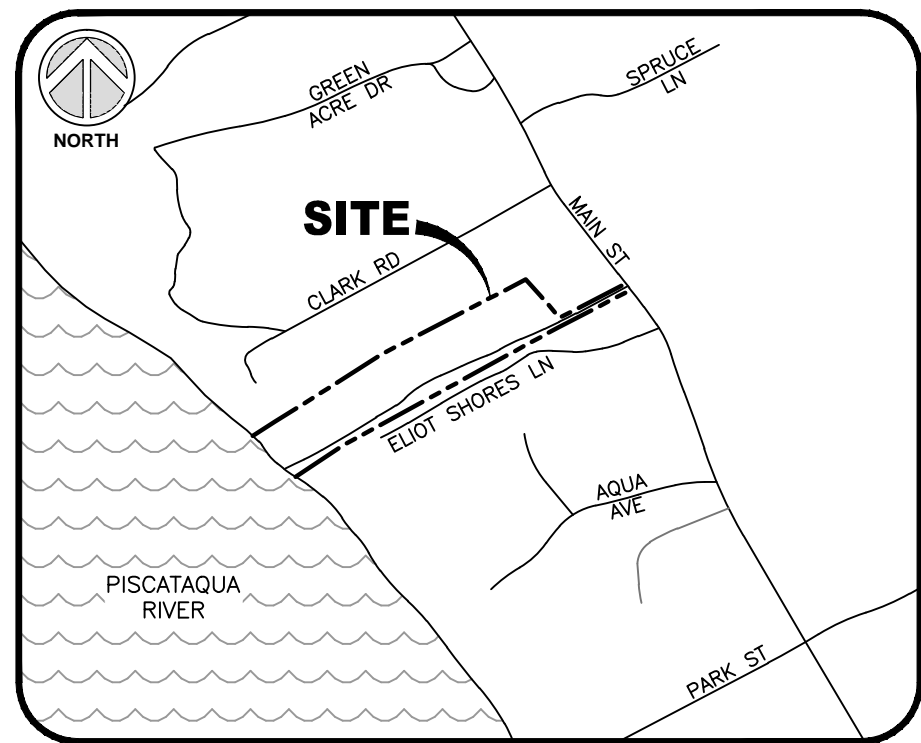 NORTH
GREEN
ACRE DR
SPRUCE
LN
SITE
MAIN ST
CLARK RD
ELIOT SHORES LN
AQUA
AVE
PISCATAQUA
RIVER
PARK ST